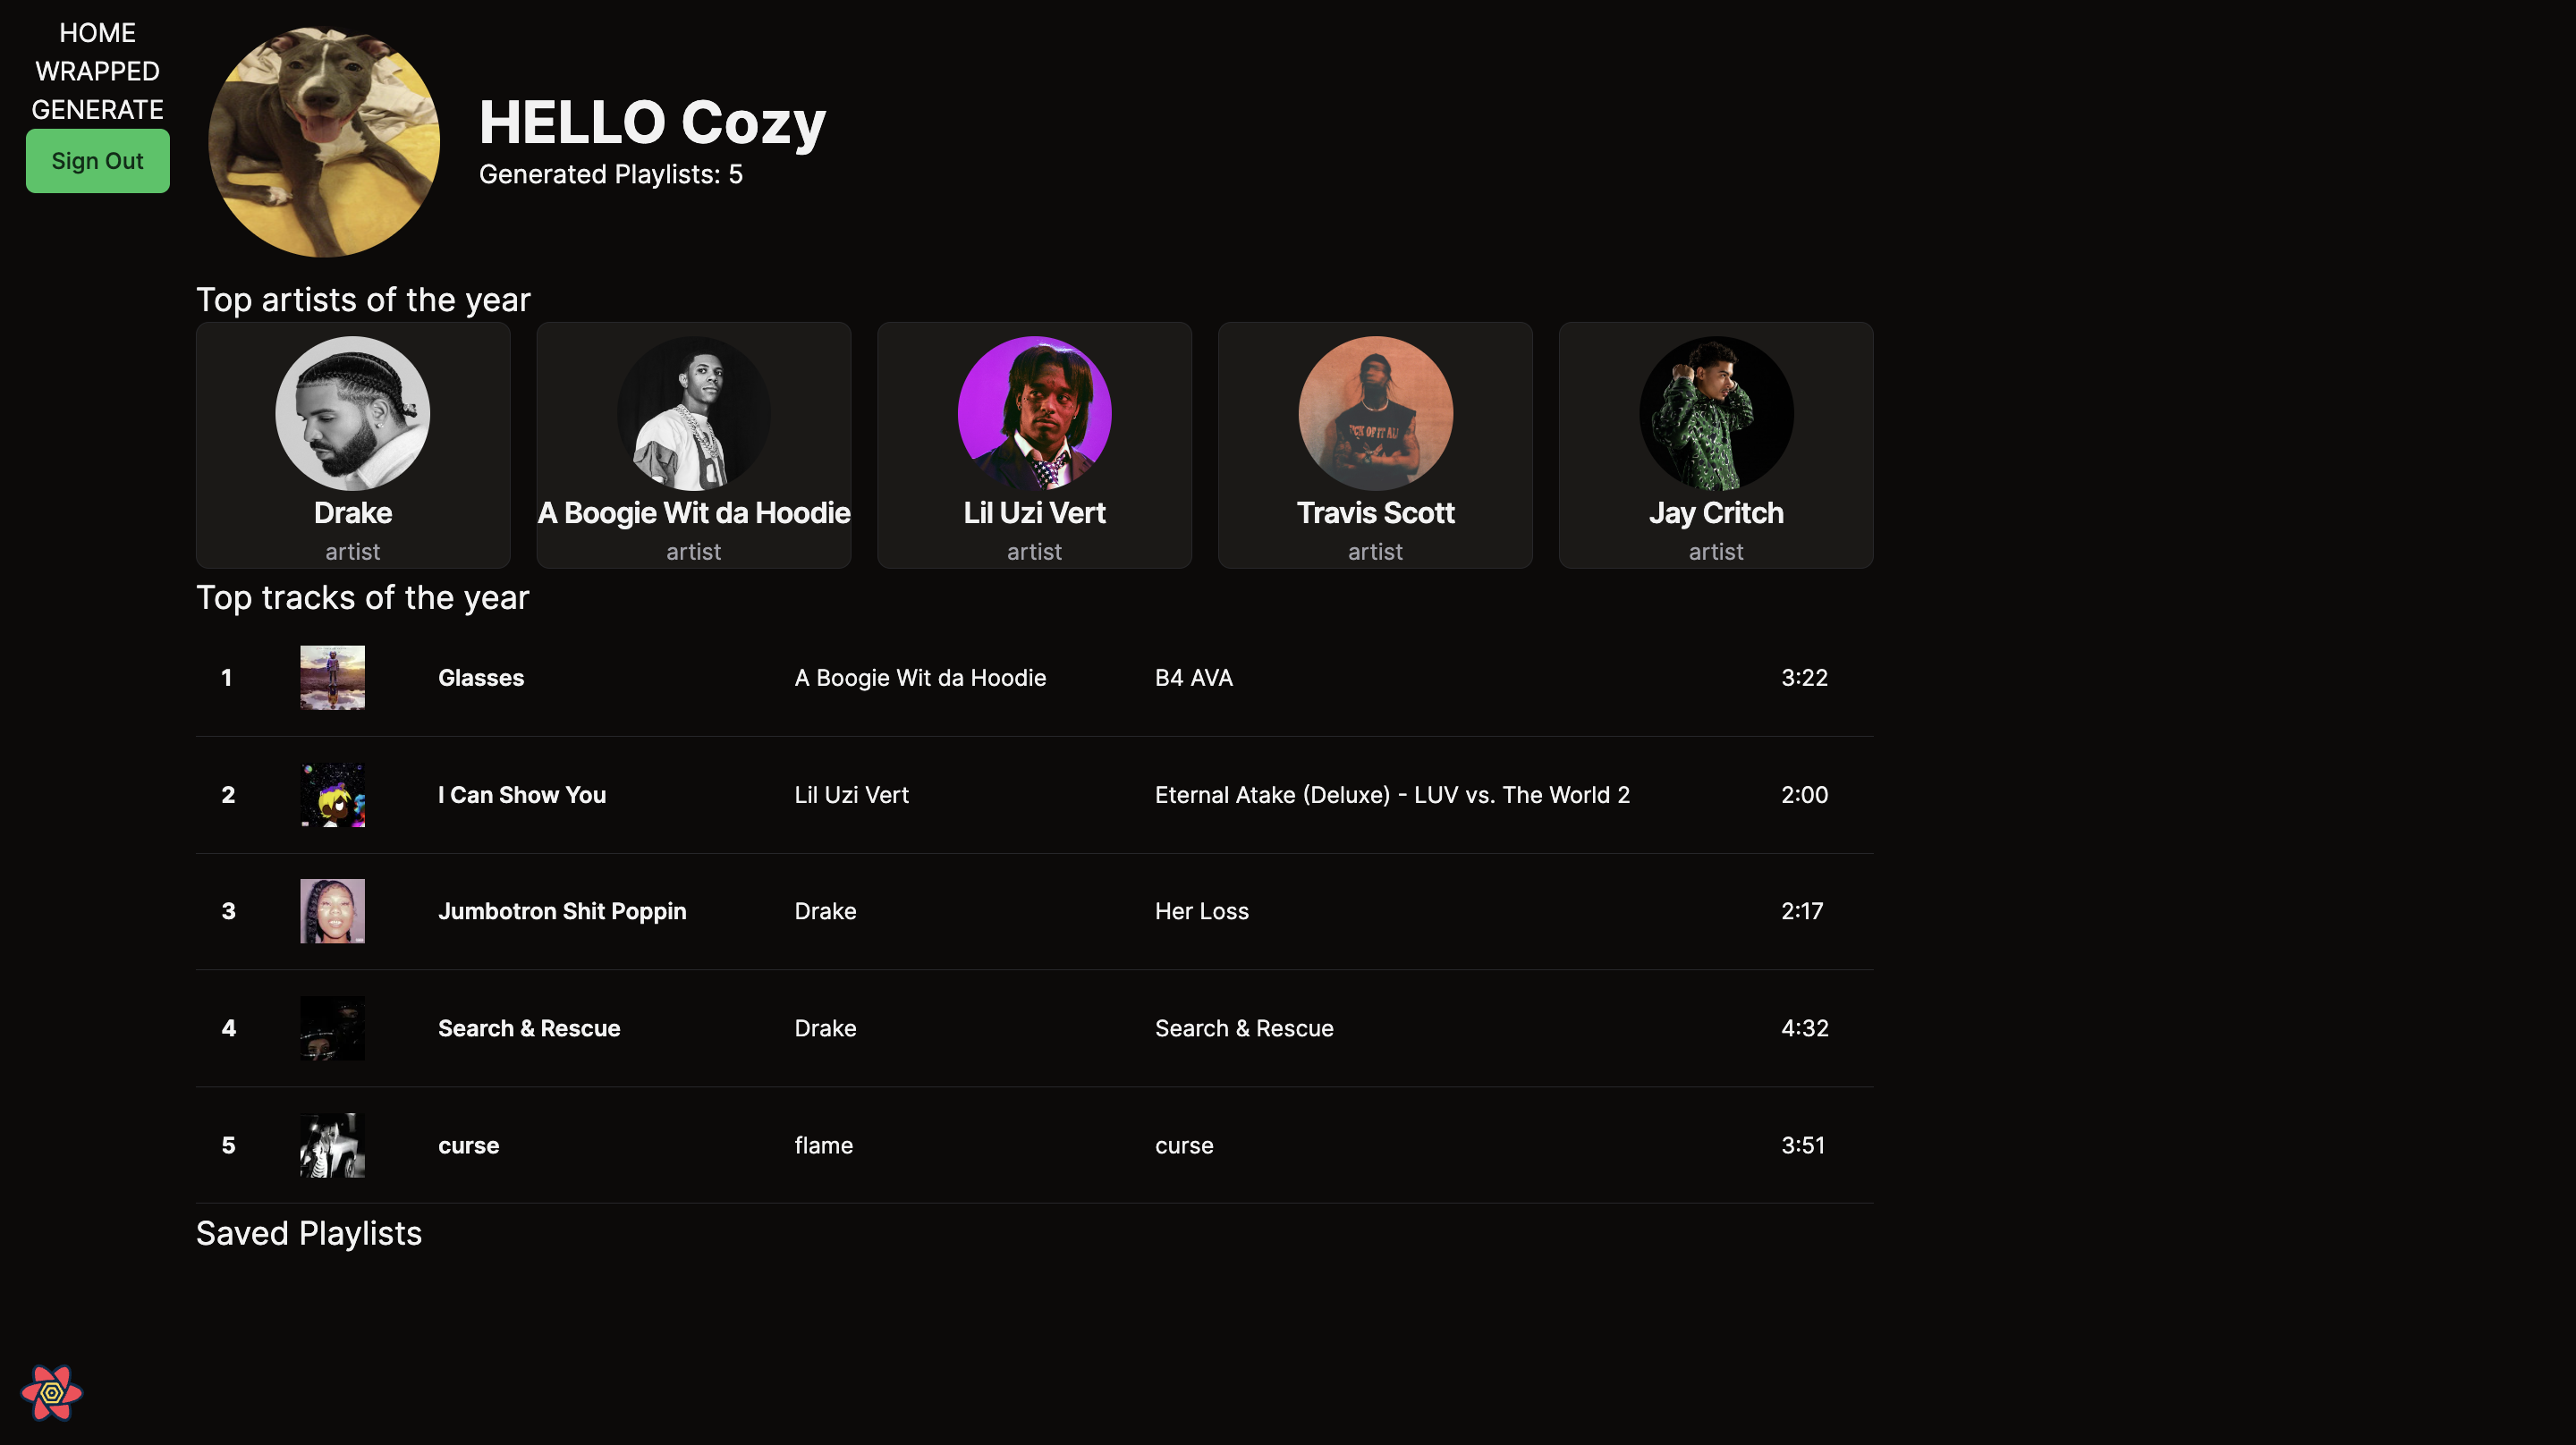 HOME
WRAPPED
GENERATE
Sign Out
HELLO Cozy
Generated Playlists: 5
Top artists of the year
Drake
artist
A Boogie Wit da Hoodie
artist
Lil Uzi Vert
artist
Travis Scott
artist
Jay Critch
artist
Top tracks of the year
1 Glasses A Boogie Wit da Hoodie B4 AVA 3:22
2 I Can Show You Lil Uzi Vert Eternal Atake (Deluxe) - LUV vs. The World 2 2:00
3 Jumbotron Shit Poppin Drake Her Loss 2:17
4 Search & Rescue Drake Search & Rescue 4:32
5 curse flame curse 3:51
Saved Playlists